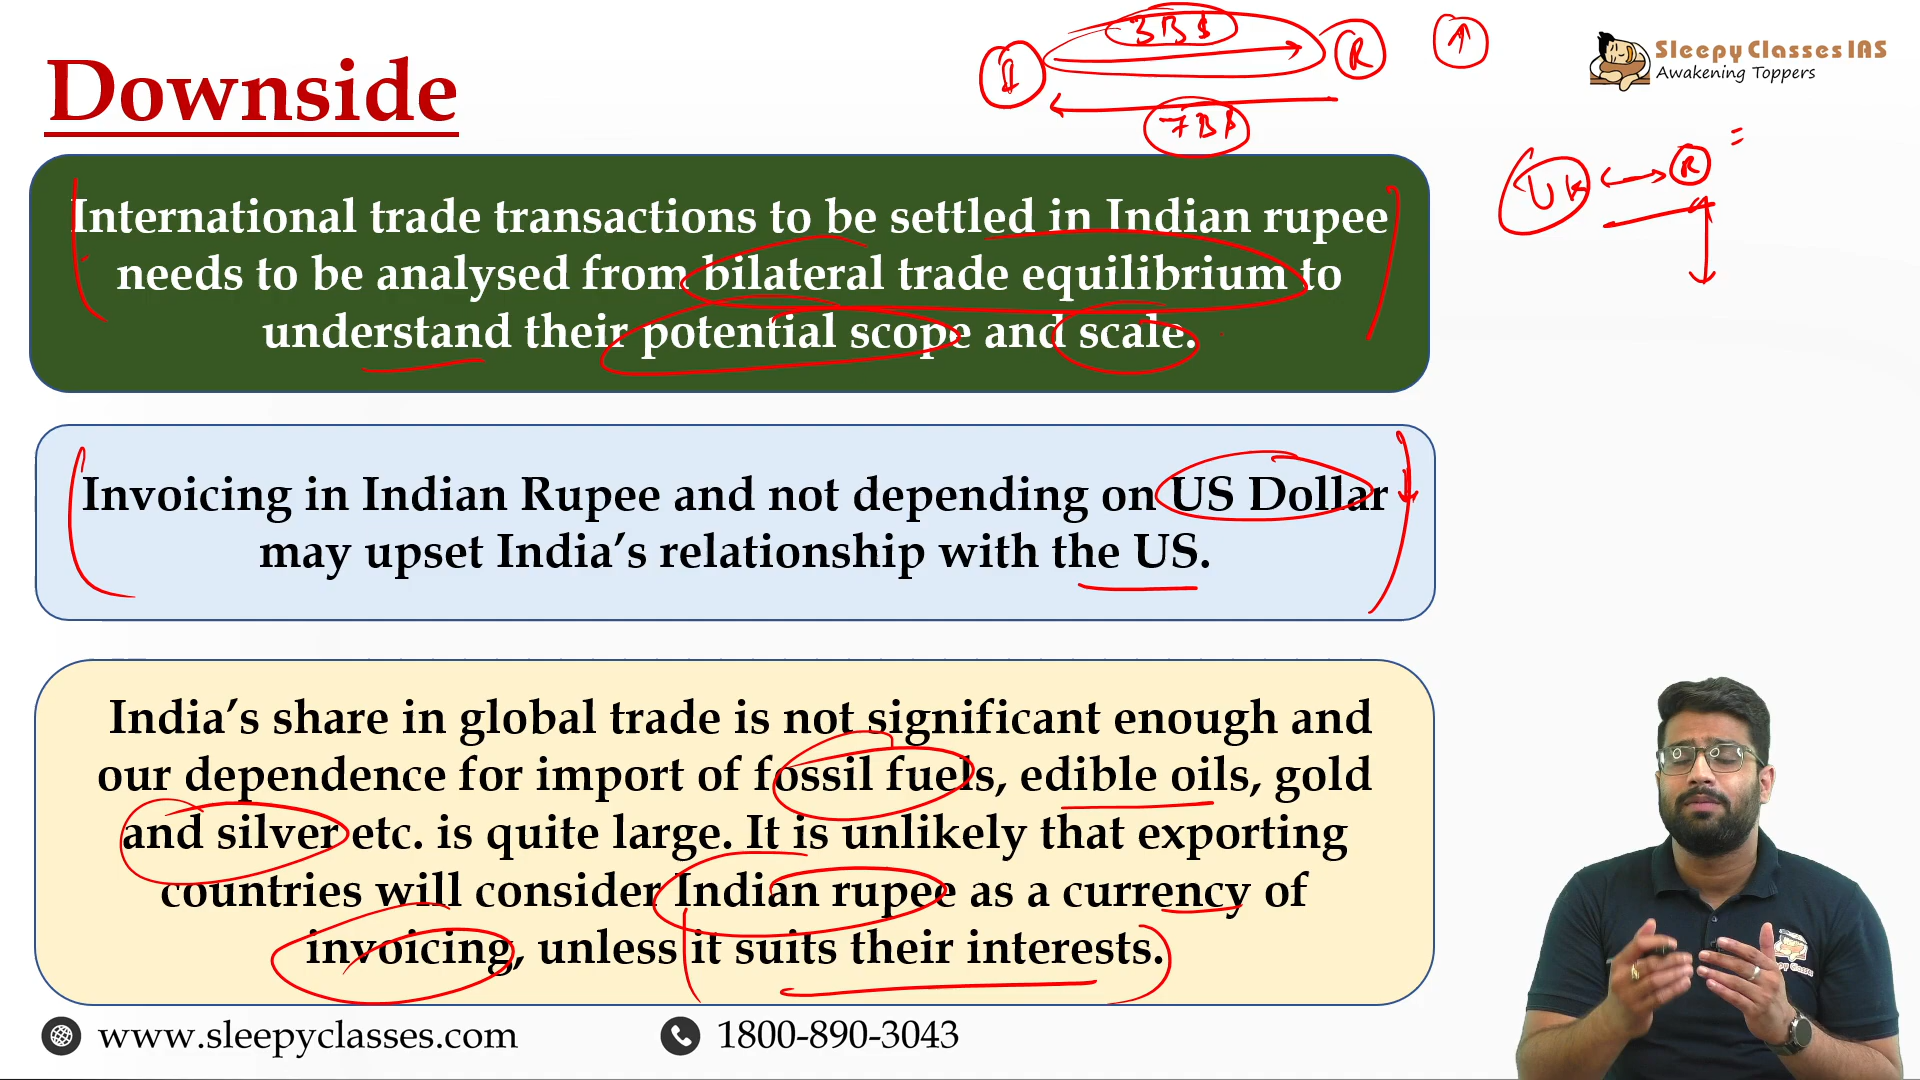 3B$
I
R
↑
7B$
Sleepy Classes IAS
Awakening Toppers
Downside
UK
R
=
International trade transactions to be settled in Indian rupee
needs to be analysed from bilateral trade equilibrium to
understand their potential scope and scale.
Invoicing in Indian Rupee and not depending on US Dollar
may upset India’s relationship with the US.
India’s share in global trade is not significant enough and
our dependence for import of fossil fuels, edible oils, gold
and silver etc. is quite large. It is unlikely that exporting
countries will consider Indian rupee as a currency of
invoicing, unless it suits their interests.
www.sleepyclasses.com
1800-890-3043